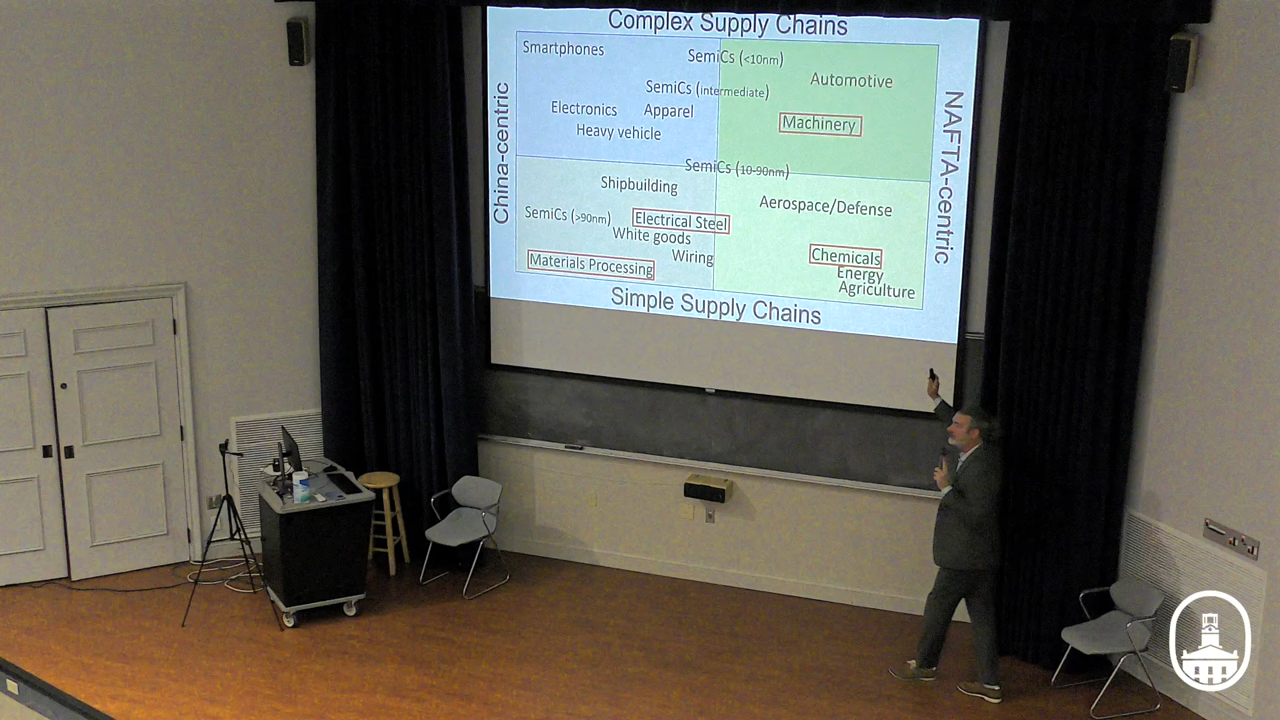 Complex Supply Chains
China-centric
NAFTA-centric
Smartphones
SemiCs (<10nm)
Automotive
SemiCs (intermediate)
Electronics
Apparel
Machinery
Heavy vehicle
SemiCs (10-90nm)
Shipbuilding
Aerospace/Defense
SemiCs (>90nm)
Electrical Steel
White goods
Wiring
Chemicals
Materials Processing
Energy
Agriculture
Simple Supply Chains